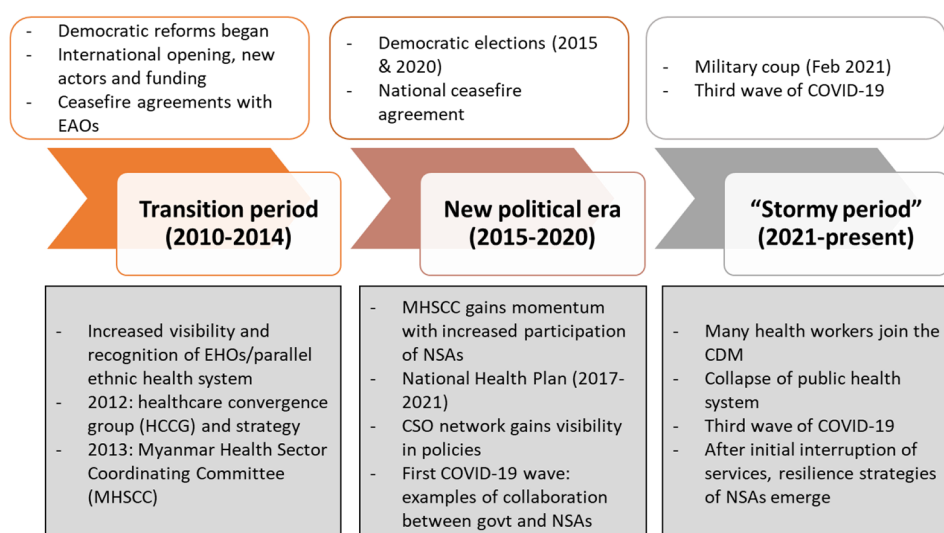 - Democratic reforms began
- International opening, new
actors and funding
- Ceasefire agreements with
EAOs
- Democratic elections (2015
& 2020)
- National ceasefire
agreement
- Military coup (Feb 2021)
- Third wave of COVID-19
Transition period
(2010-2014)
New political era
(2015-2020)
“Stormy period”
(2021-present)
- Increased visibility and
recognition of EHOs/parallel
ethnic health system
- 2012: healthcare convergence
group (HCCG) and strategy
- 2013: Myanmar Health Sector
Coordinating Committee
(MHSCC)
- MHSCC gains momentum
with increased participation
of NSAs
- National Health Plan (2017-
2021)
- CSO network gains visibility
in policies
- First COVID-19 wave:
examples of collaboration
between govt and NSAs
- Many health workers join the
CDM
- Collapse of public health
system
- Third wave of COVID-19
- After initial interruption of
services, resilience strategies
of NSAs emerge